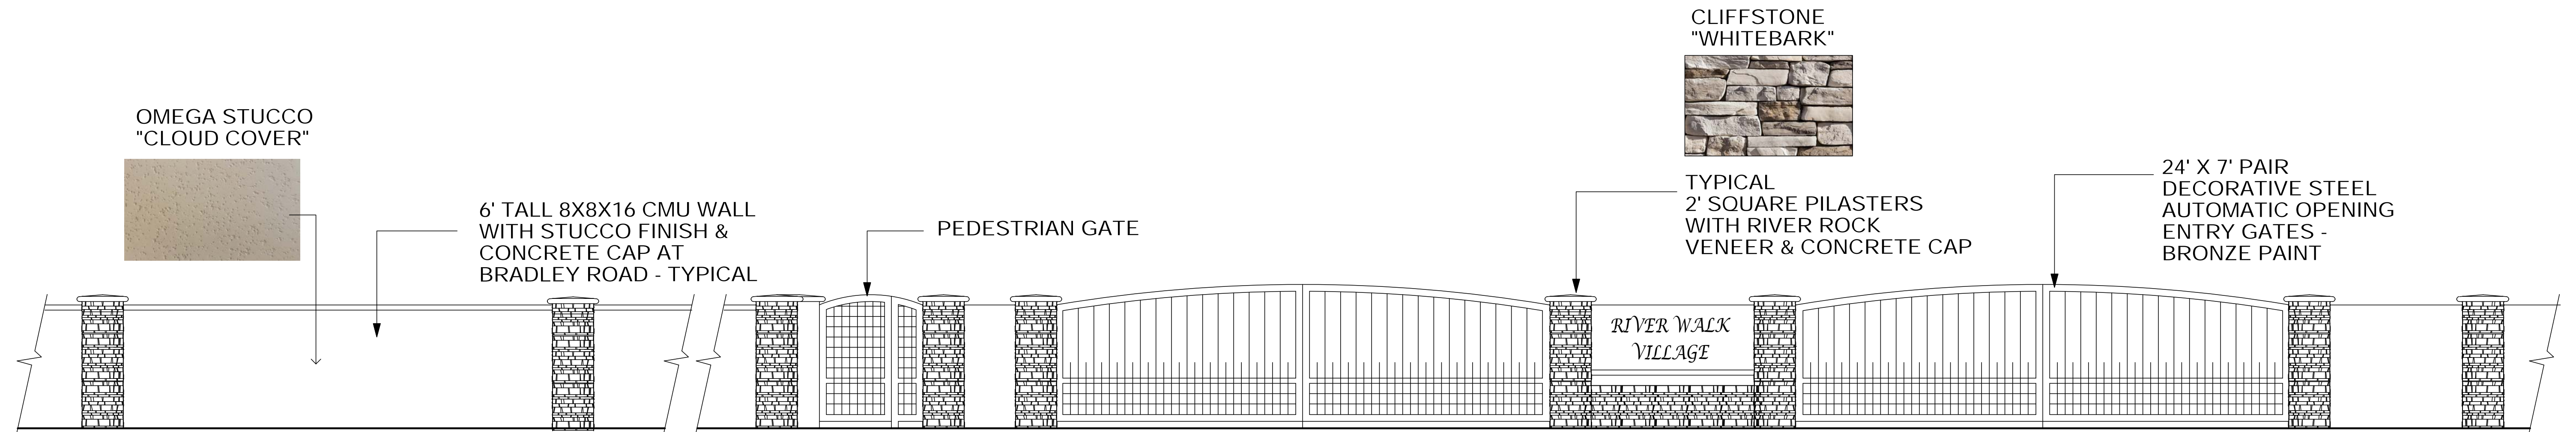 OMEGA STUCCO
"CLOUD COVER"
6' TALL 8X8X16 CMU WALL
WITH STUCCO FINISH &
CONCRETE CAP AT
BRADLEY ROAD - TYPICAL
PEDESTRIAN GATE
CLIFFSTONE
"WHITEBARK"
TYPICAL
2' SQUARE PILASTERS
WITH RIVER ROCK
VENEER & CONCRETE CAP
RIVER WALK
VILLAGE
24' X 7' PAIR
DECORATIVE STEEL
AUTOMATIC OPENING
ENTRY GATES -
BRONZE PAINT